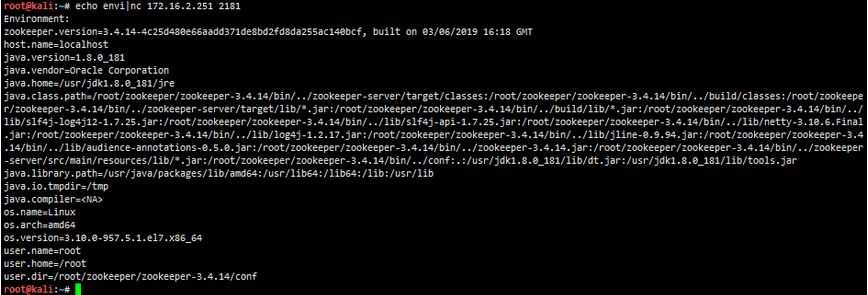 root@kali:~# echo envi|nc 172.16.2.251 2181
Environment:
zookeeper.version=3.4.14-4c25d480e66aadd371de8bd2fd8da255ac140bcf, built on 03/06/2019 16:18 GMT
host.name=localhost
java.version=1.8.0_181
java.vendor=Oracle Corporation
java.home=/usr/jdk1.8.0_181/jre
java.class.path=/root/zookeeper/zookeeper-3.4.14/bin/../zookeeper-server/target/classes:/root/zookeeper/zookeeper-3.4.14/bin/../build/classes:/root/zookeepe
r/zookeeper-3.4.14/bin/../zookeeper-server/target/lib/*.jar:/root/zookeeper/zookeeper-3.4.14/bin/../build/lib/*.jar:/root/zookeeper/zookeeper-3.4.14/bin/../
lib/slf4j-log4j12-1.7.25.jar:/root/zookeeper/zookeeper-3.4.14/bin/../lib/slf4j-api-1.7.25.jar:/root/zookeeper/zookeeper-3.4.14/bin/../lib/netty-3.10.6.Final
.jar:/root/zookeeper/zookeeper-3.4.14/bin/../lib/log4j-1.2.17.jar:/root/zookeeper/zookeeper-3.4.14/bin/../lib/jline-0.9.94.jar:/root/zookeeper/zookeeper-3.4
.14/bin/../lib/audience-annotations-0.5.0.jar:/root/zookeeper/zookeeper-3.4.14/bin/../zookeeper-3.4.14.jar:/root/zookeeper/zookeeper-3.4.14/bin/../zookeeper
-server/src/main/resources/lib/*.jar:/root/zookeeper/zookeeper-3.4.14/bin/../conf:.:/usr/jdk1.8.0_181/lib/dt.jar:/usr/jdk1.8.0_181/lib/tools.jar
java.library.path=/usr/java/packages/lib/amd64:/usr/lib64:/lib64:/lib:/usr/lib
java.io.tmpdir=/tmp
java.compiler=<NA>
os.name=Linux
os.arch=amd64
os.version=3.10.0-957.5.1.el7.x86_64
user.name=root
user.home=/root
user.dir=/root/zookeeper/zookeeper-3.4.14/conf
root@kali:~#